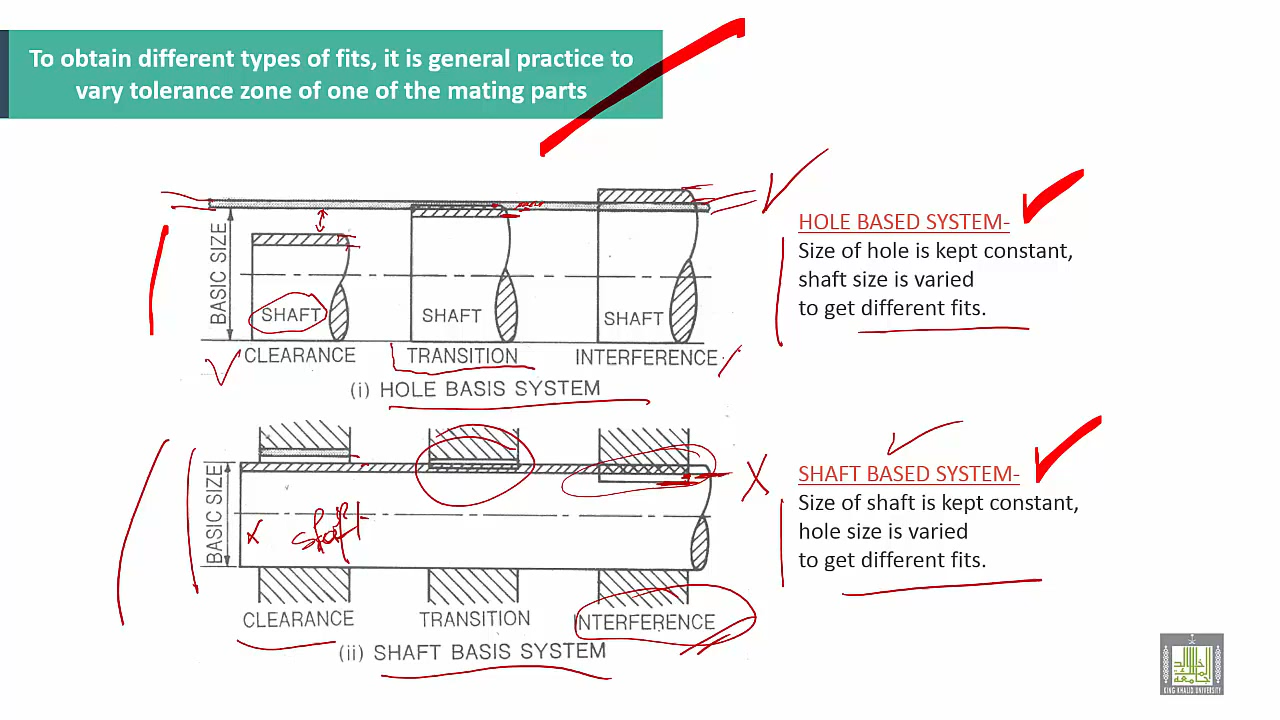 To obtain different types of fits, it is general practice to
vary tolerance zone of one of the mating parts
BASIC SIZE
SHAFT
SHAFT
SHAFT
CLEARANCE
TRANSITION
INTERFERENCE
(i) HOLE BASIS SYSTEM
HOLE BASED SYSTEM-
Size of hole is kept constant,
shaft size is varied
to get different fits.
BASIC SIZE
shaft
CLEARANCE
TRANSITION
INTERFERENCE
(ii) SHAFT BASIS SYSTEM
SHAFT BASED SYSTEM-
Size of shaft is kept constant,
hole size is varied
to get different fits.
KING KHALID UNIVERSITY